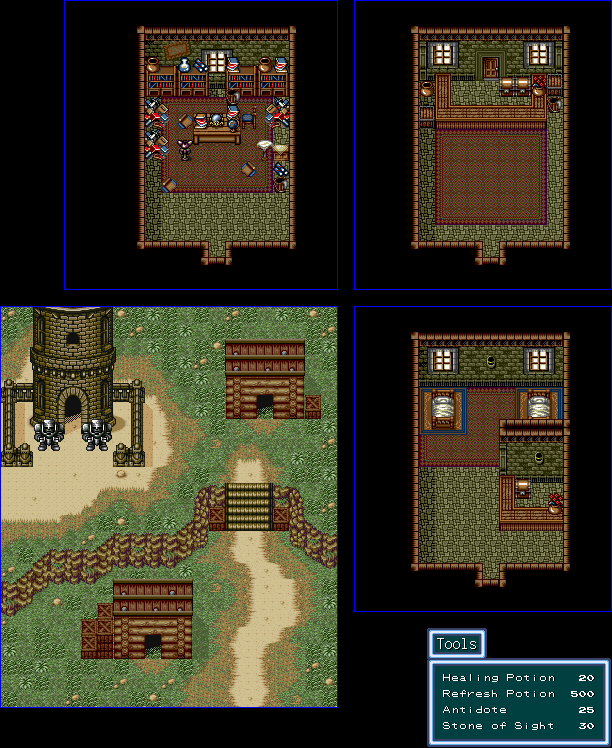 Tools
Healing Potion 20
Refresh Potion 500
Antidote 25
Stone of Sight 30